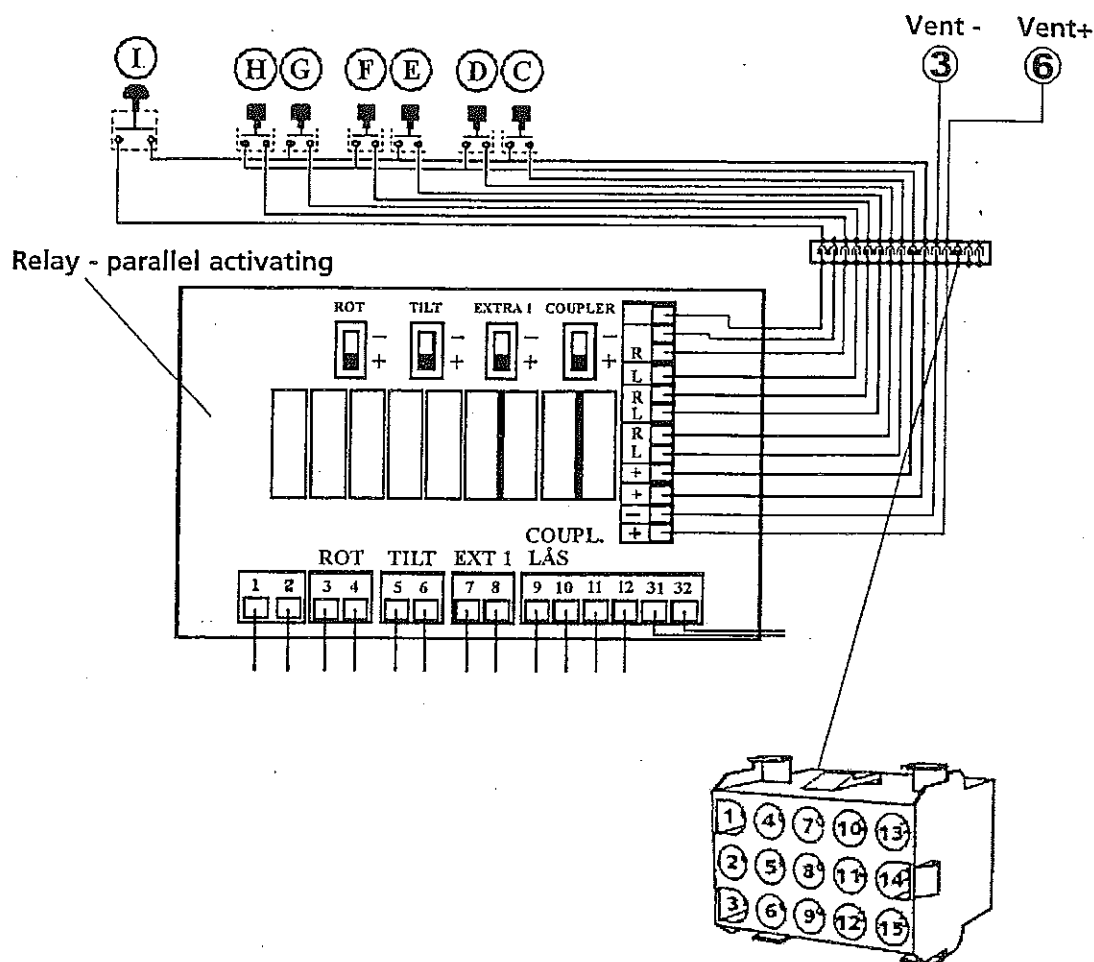 Vent - Vent+
3 6
I H G F E D C
Relay - parallel activating
ROT TILT EXTRA 1 COUPLER
- - - -
+ + + +
R
L
R
L
R
L
+
+
-
+
COUPL.
ROT TILT EXT 1 LÅS
1 2 3 4 5 6 7 8 9 10 11 12 31 32
1 4 7 10 13
2 5 8 11 14
3 6 9 12 15